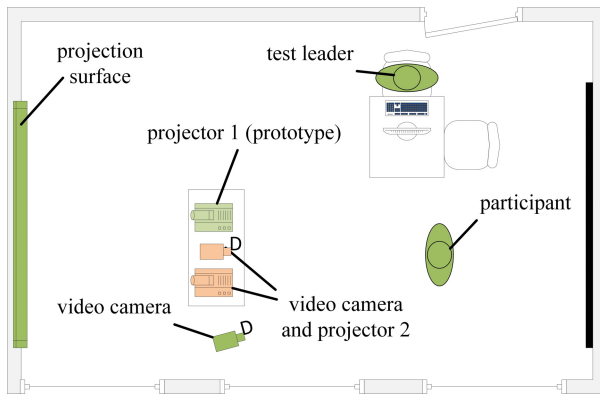 projection
surface
test leader
projector 1 (prototype)
participant
D
video camera
video camera
and projector 2
D